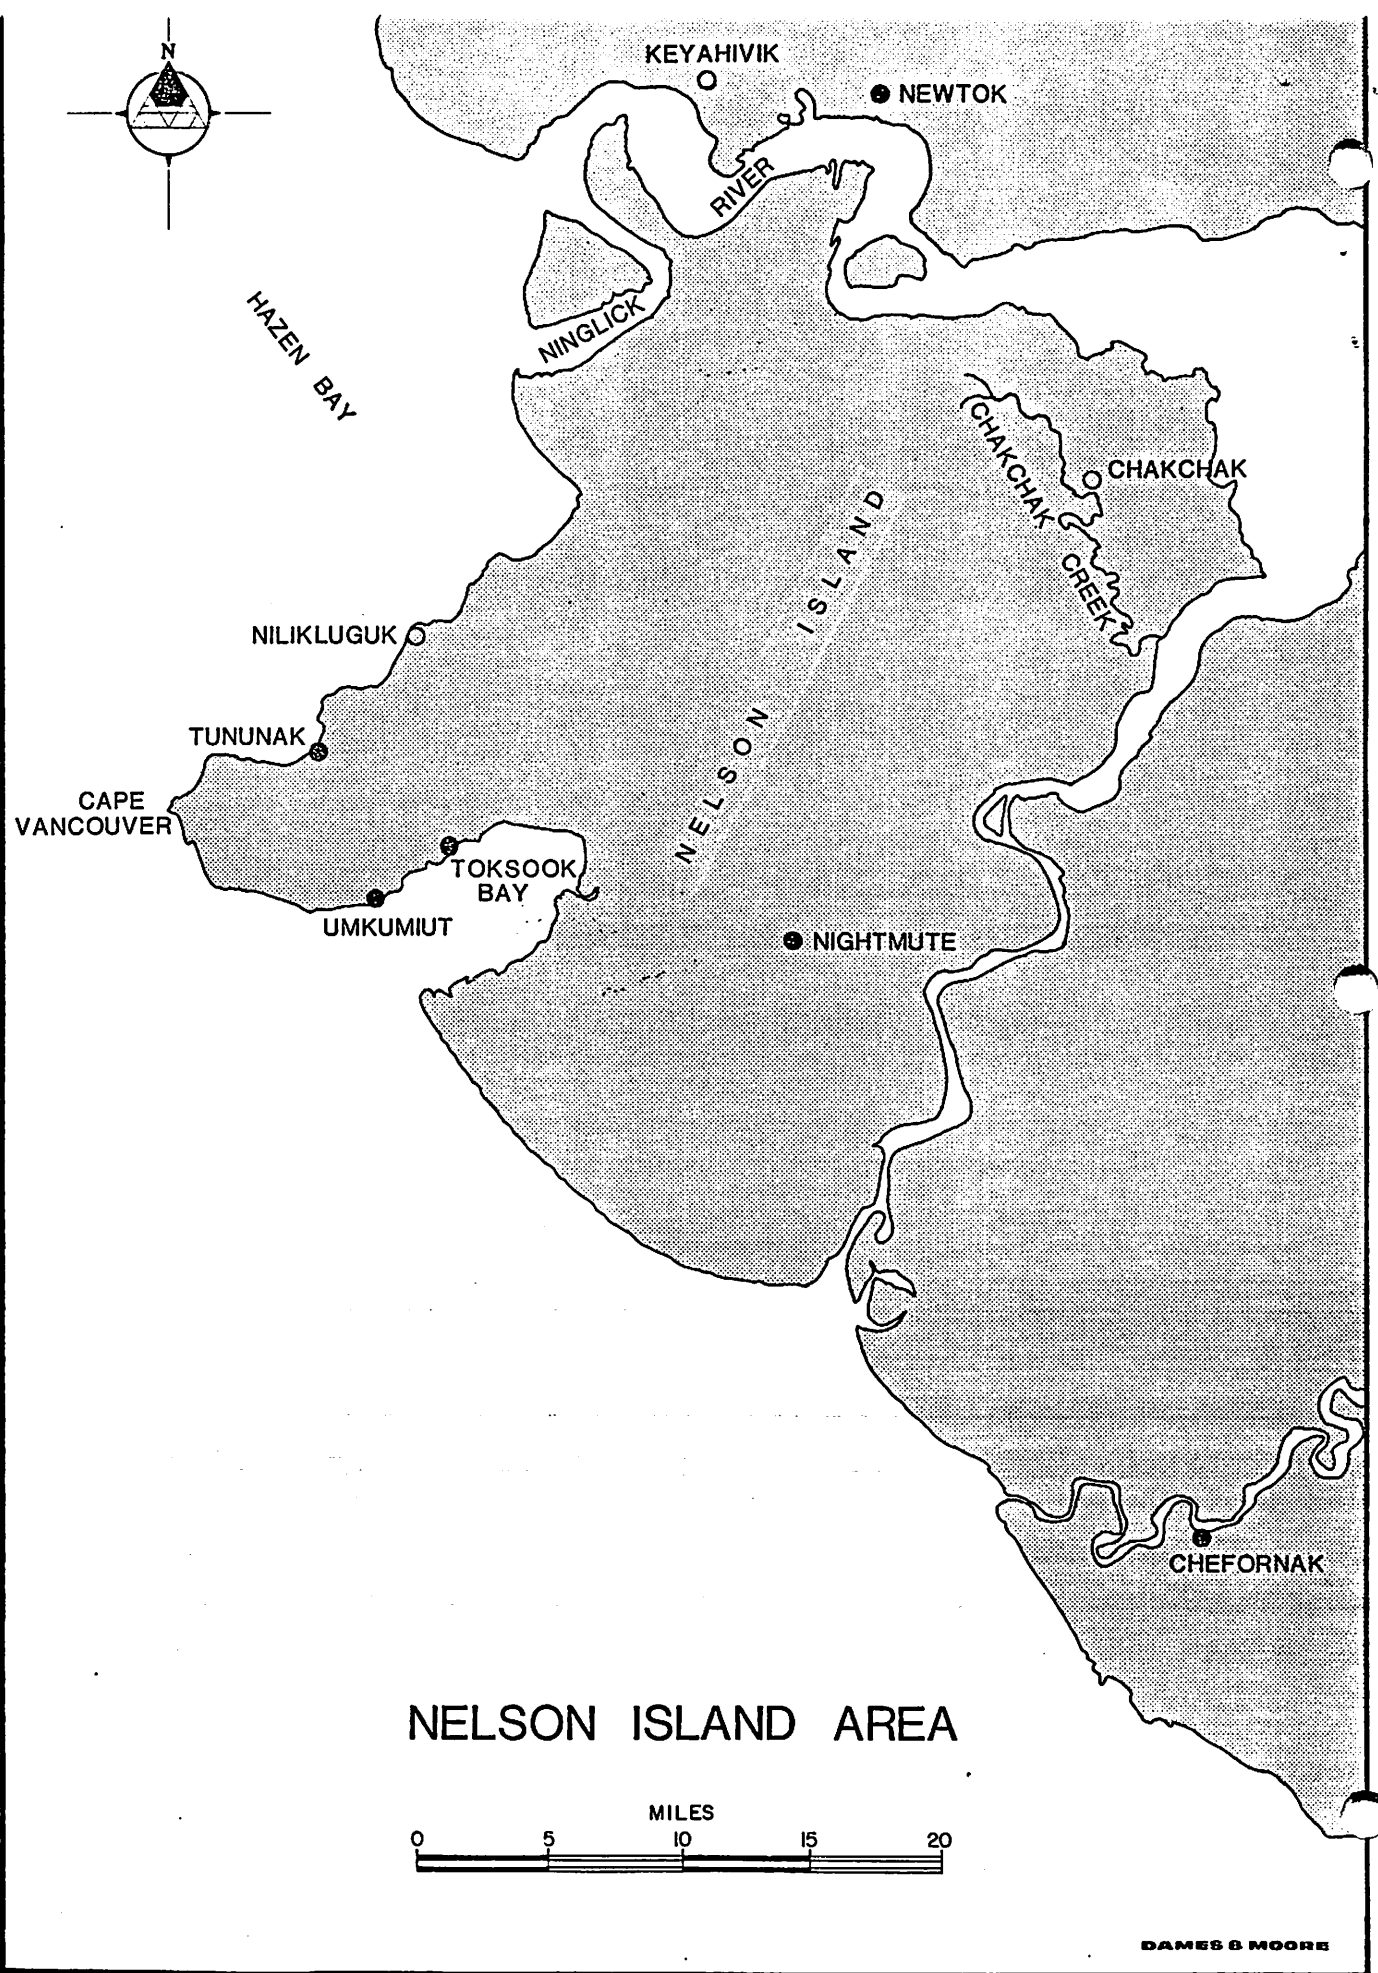 N
KEYAHIVIK
NEWTOK
RIVER
HAZEN BAY
NINGLICK
CHAKCHAK
CREEK
CHAKCHAK
NELSON ISLAND
NILIKLUGUK
TUNUNAK
CAPE
VANCOUVER
TOKSOOK
BAY
UMKUMIUT
NIGHTMUTE
CHEFORNAK
NELSON ISLAND AREA
MILES
0 5 10 15 20
DAMES & MOORE